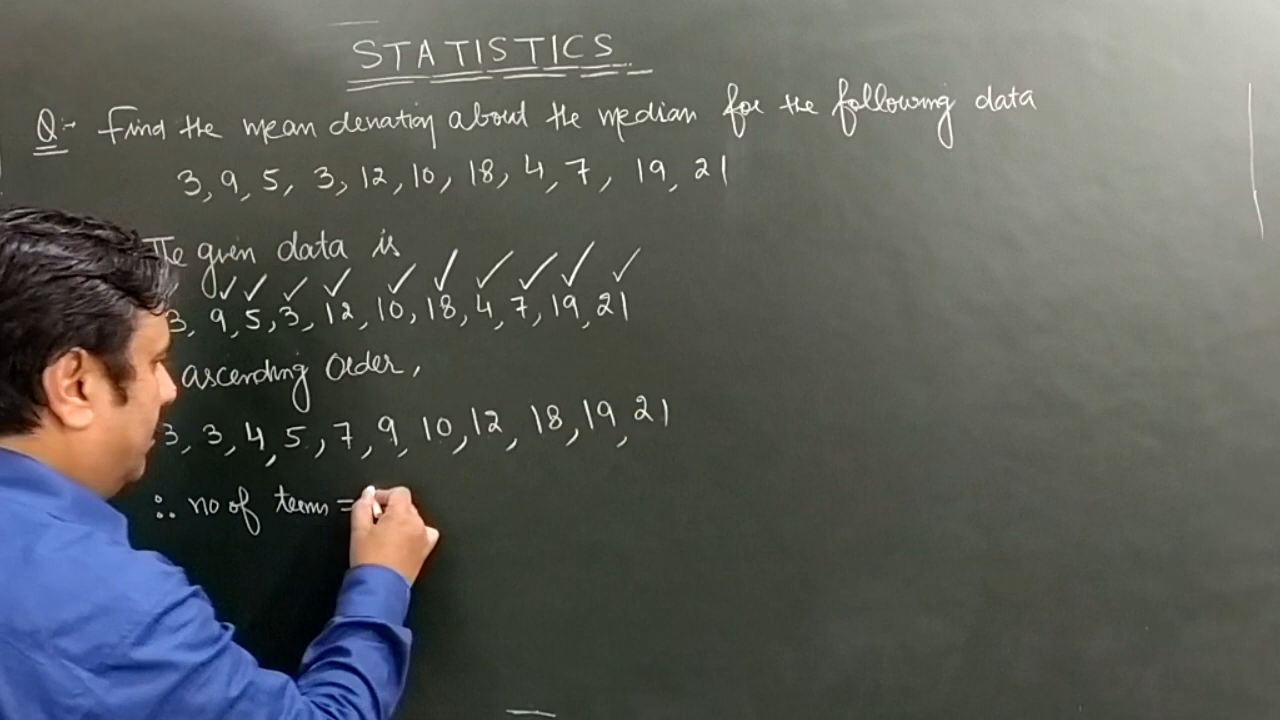 STATISTICS
Q:- Find the mean deviation about the median for the following data
3, 9, 5, 3, 12, 10, 18, 4, 7, 19, 21
The given data is
3, 9, 5, 3, 12, 10, 18, 4, 7, 19, 21
ascending order,
3, 3, 4, 5, 7, 9, 10, 12, 18, 19, 21
∴ no of term =